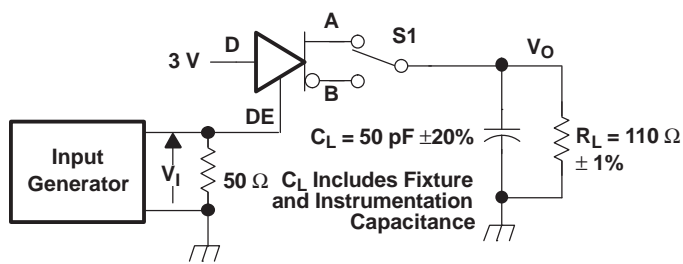 A
S1
D
3 V
VO
B
DE
CL = 50 pF ±20%
RL = 110 Ω
± 1%
Input
Generator
VI
50 Ω
CL Includes Fixture
and Instrumentation
Capacitance